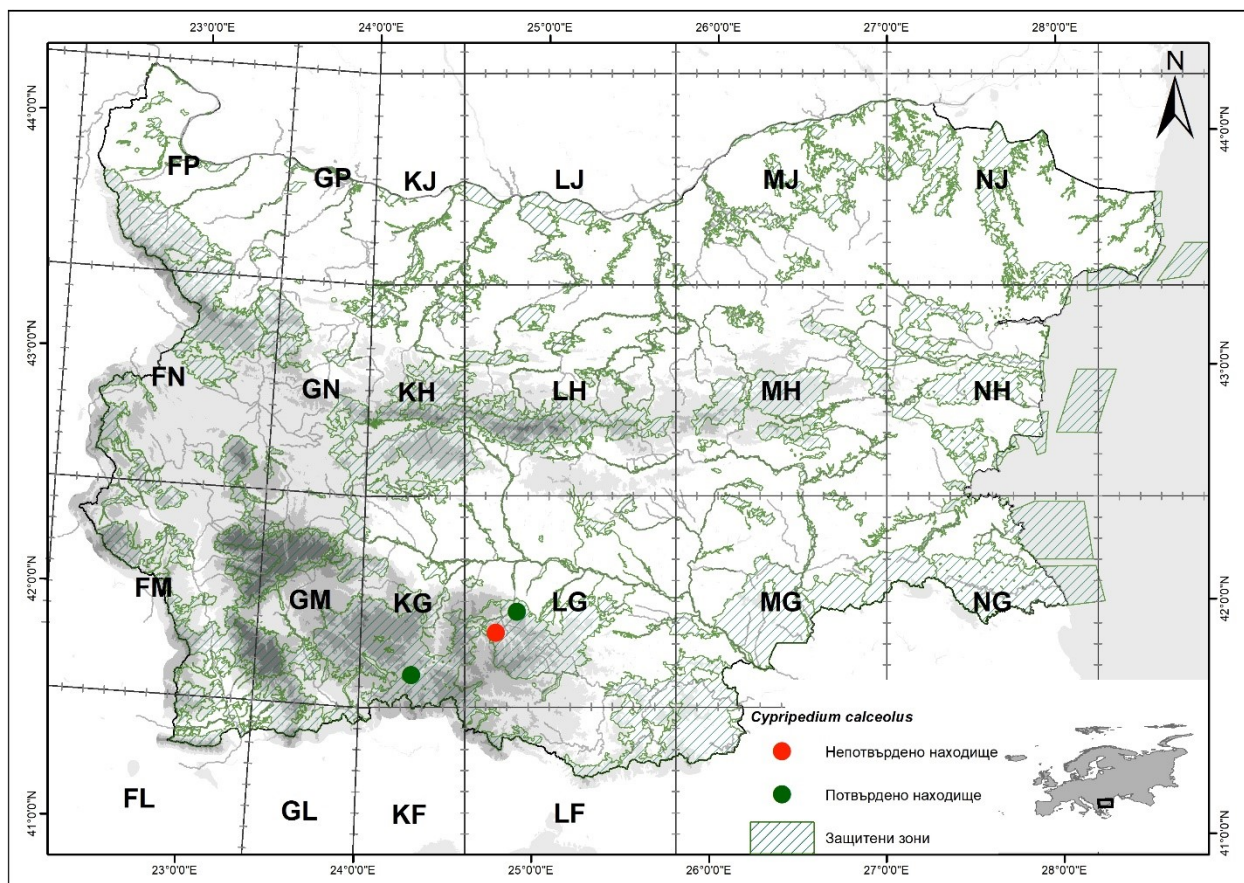 23°0'0"E 24°0'0"E 25°0'0"E 26°0'0"E 27°0'0"E 28°0'0"E
N
44°0'0"N 44°0'0"N
FP GP KJ LJ MJ NJ
43°0'0"N 43°0'0"N
FN GN KH LH MH NH
42°0'0"N 42°0'0"N
FM GM KG LG MG NG
Cypripedium calceolus
Непотвърдено находище
Потвърдено находище
Защитени зони
FL GL KF LF
41°0'0"N 41°0'0"N
23°0'0"E 24°0'0"E 25°0'0"E 26°0'0"E 27°0'0"E 28°0'0"E